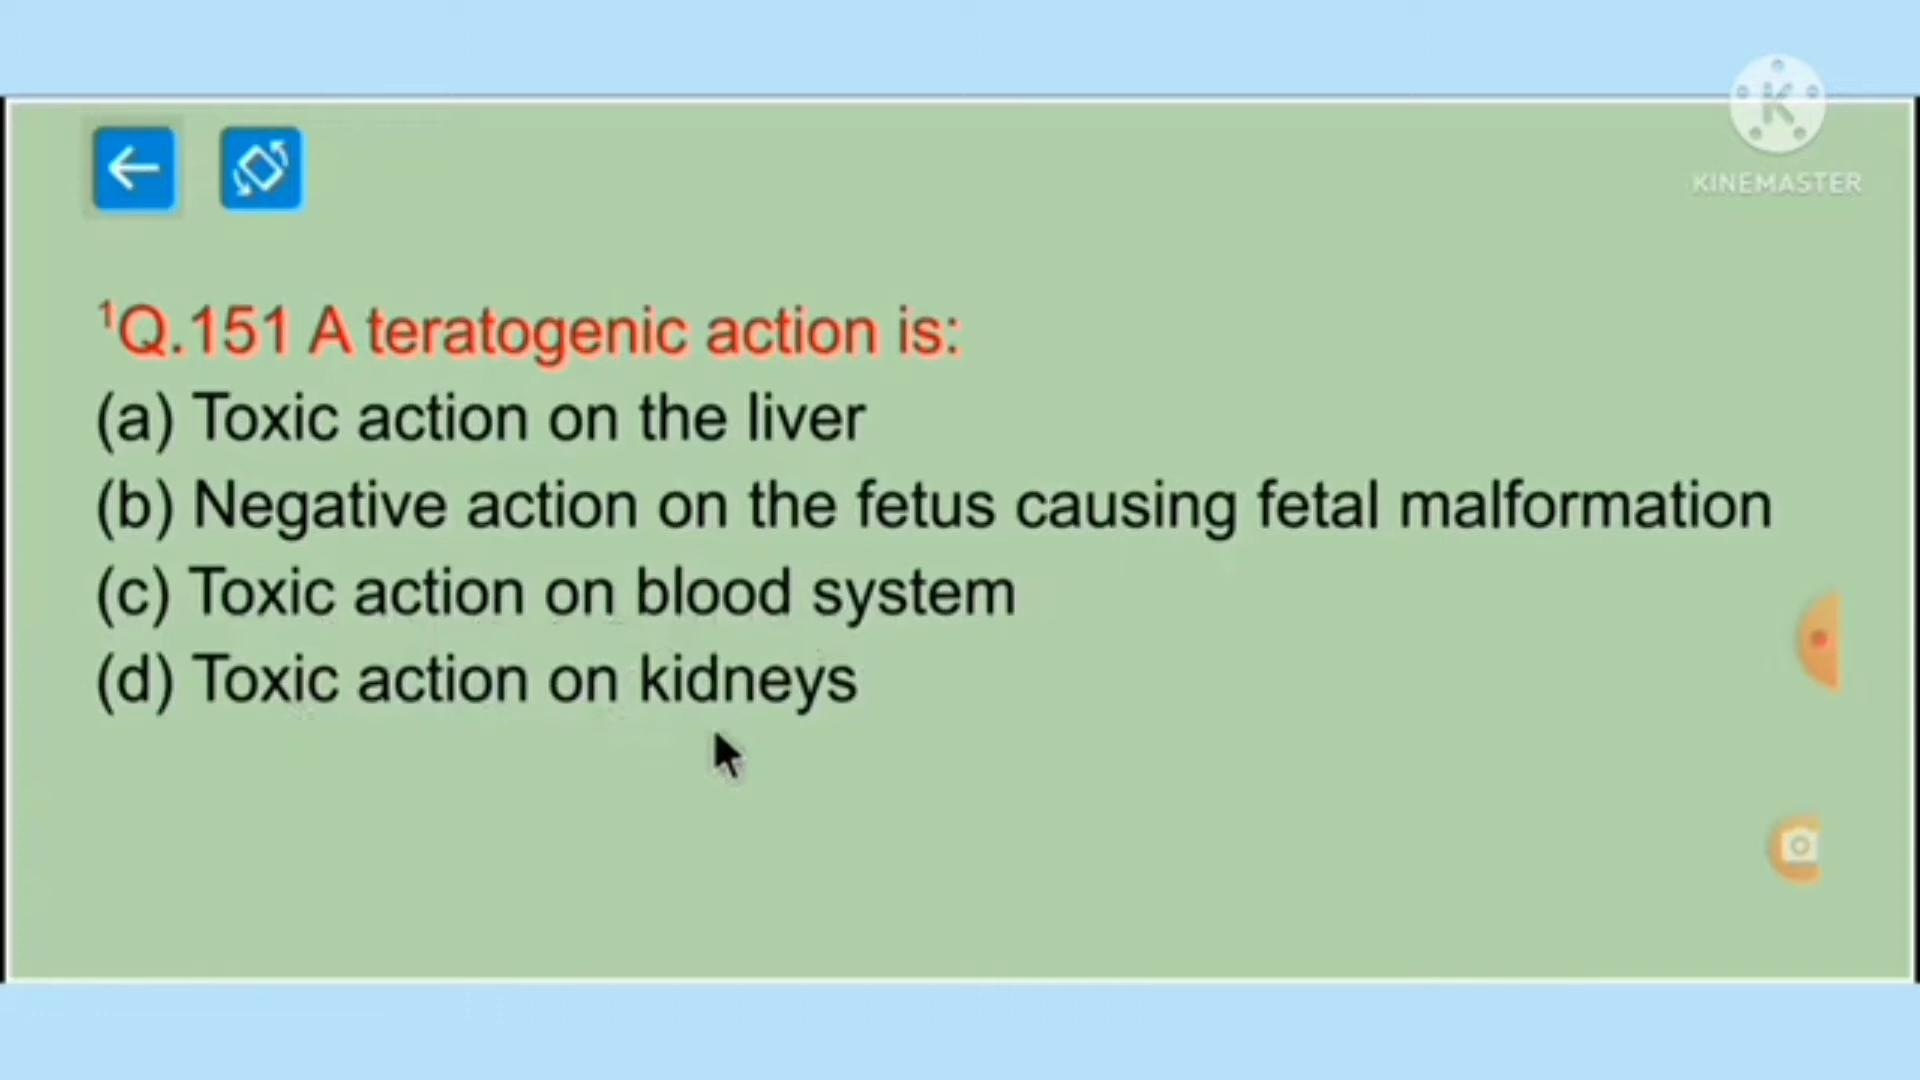 K
KINEMASTER
¹Q.151 A teratogenic action is:
(a) Toxic action on the liver
(b) Negative action on the fetus causing fetal malformation
(c) Toxic action on blood system
(d) Toxic action on kidneys